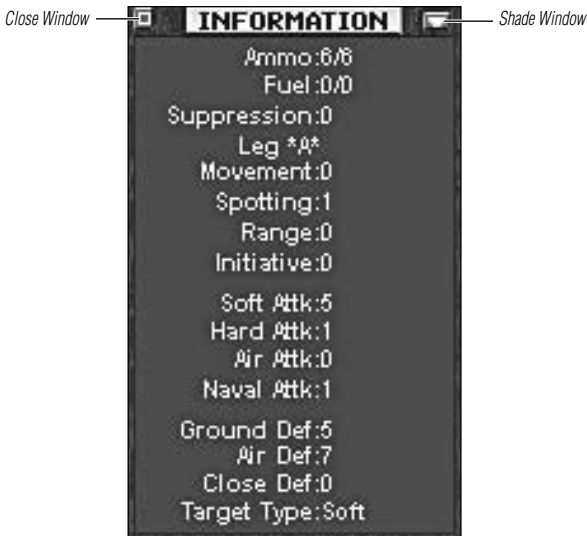 Close Window
INFORMATION
Shade Window
Ammo:6/6
Fuel:0/0
Suppression:0
Leg *A*
Movement:0
Spotting:1
Range:0
Initiative:0
Soft Attk:5
Hard Attk:1
Air Attk:0
Naval Attk:1
Ground Def:5
Air Def:7
Close Def:0
Target Type:Soft